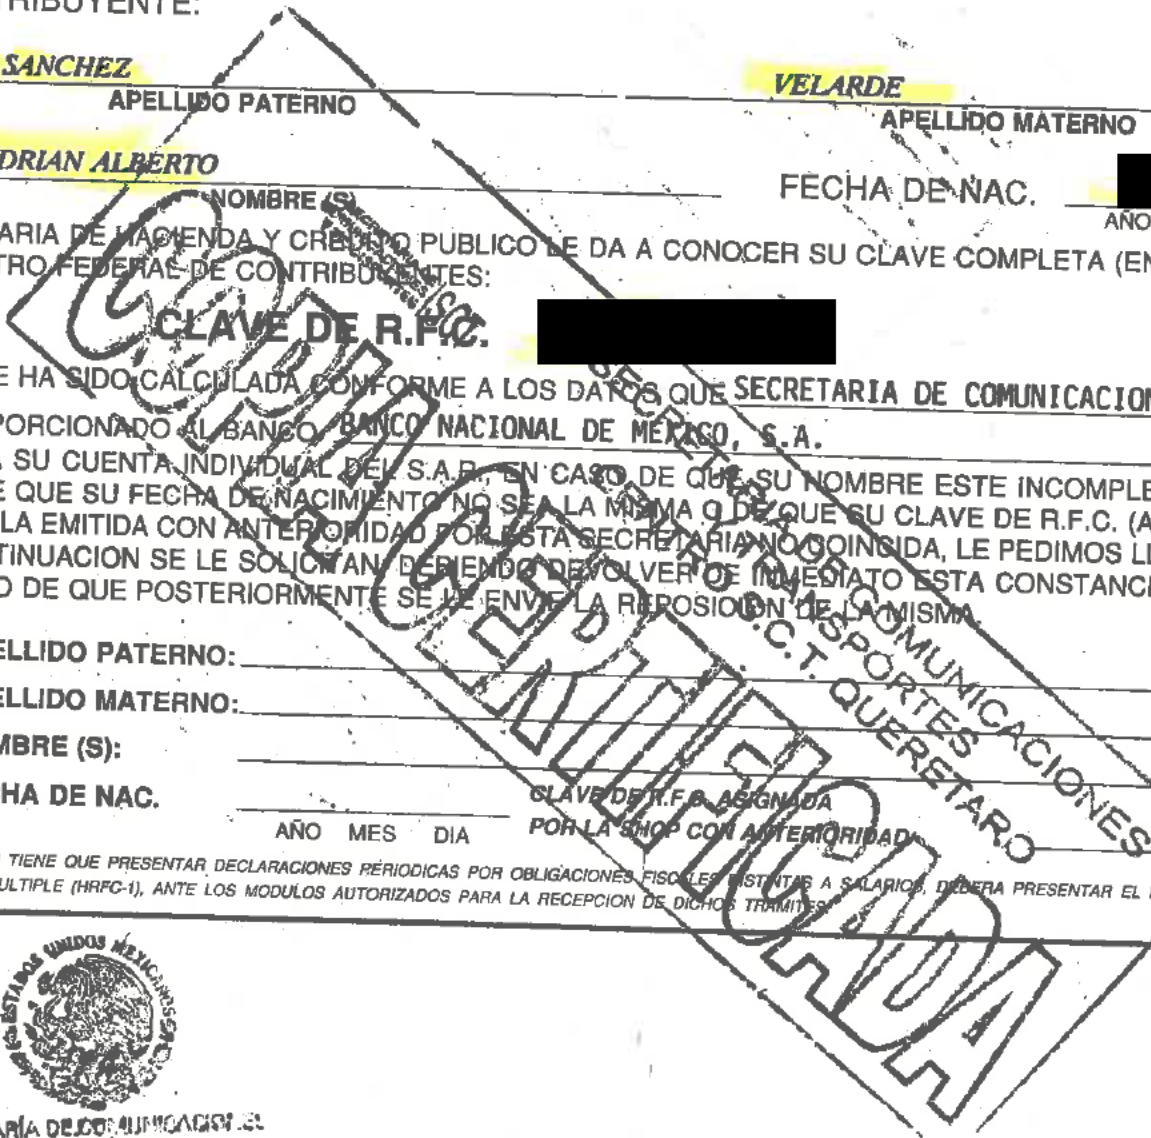 TRIBUYENTE:
SANCHEZ VELARDE
APELLIDO PATERNO APELLIDO MATERNO
DRIAN ALBERTO
NOMBRE (S) FECHA DE NAC.
AÑO
ARIA DE HACIENDA Y CREDITO PUBLICO LE DA A CONOCER SU CLAVE COMPLETA (EN
TRO FEDERAL DE CONTRIBUYENTES:
CLAVE DE R.F.C.
E HA SIDO CALCULADA CONFORME A LOS DATOS QUE SECRETARIA DE COMUNICACION
PORCIONADO AL BANCO BANCO NACIONAL DE MEXICO, S.A.
A SU CUENTA INDIVIDUAL DEL S.A.R., EN CASO DE QUE SU NOMBRE ESTE INCOMPLE
E QUE SU FECHA DE NACIMIENTO NO SEA LA MISMA O DE QUE SU CLAVE DE R.F.C. (A
LA EMITIDA CON ANTERIORIDAD POR ESTA SECRETARIA NO COINCIDA, LE PEDIMOS LL
TINUACION SE LE SOLICITAN, DEBIENDO DEVOLVER DE INMEDIATO ESTA CONSTANCI
O DE QUE POSTERIORMENTE SE LE ENVIE LA REPOSICION DE LA MISMA.
ELLIDO PATERNO:
ELLIDO MATERNO:
MBRE (S):
HA DE NAC.
AÑO MES DIA
CLAVE DE R.F.C. ASIGNADA
POR LA SHCP CON ANTERIORIDAD
TIENE QUE PRESENTAR DECLARACIONES PERIODICAS POR OBLIGACIONES FISCALES DISTINTAS A SALARIOS, DEBERA PRESENTAR EL
ULTIPLE (HRFC-1), ANTE LOS MODULOS AUTORIZADOS PARA LA RECEPCION DE DICHOS TRAMITES.
COPIA CERTIFICADA
SECRETARIA DE COMUNICACIONES
Y TRANSPORTES
CENTRO S.C.T. QUERETARO
ESTADOS UNIDOS MEXICANOS
ARÍA DE COMUNICACION